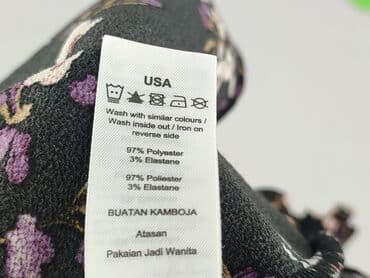 USA
Wash with similar colours /
Wash inside out / Iron on
reverse side
97% Polyester
3% Elastane
97% Poliester
3% Elastane
BUATAN KAMBOJA
Atasan
Pakaian Jadi Wanita